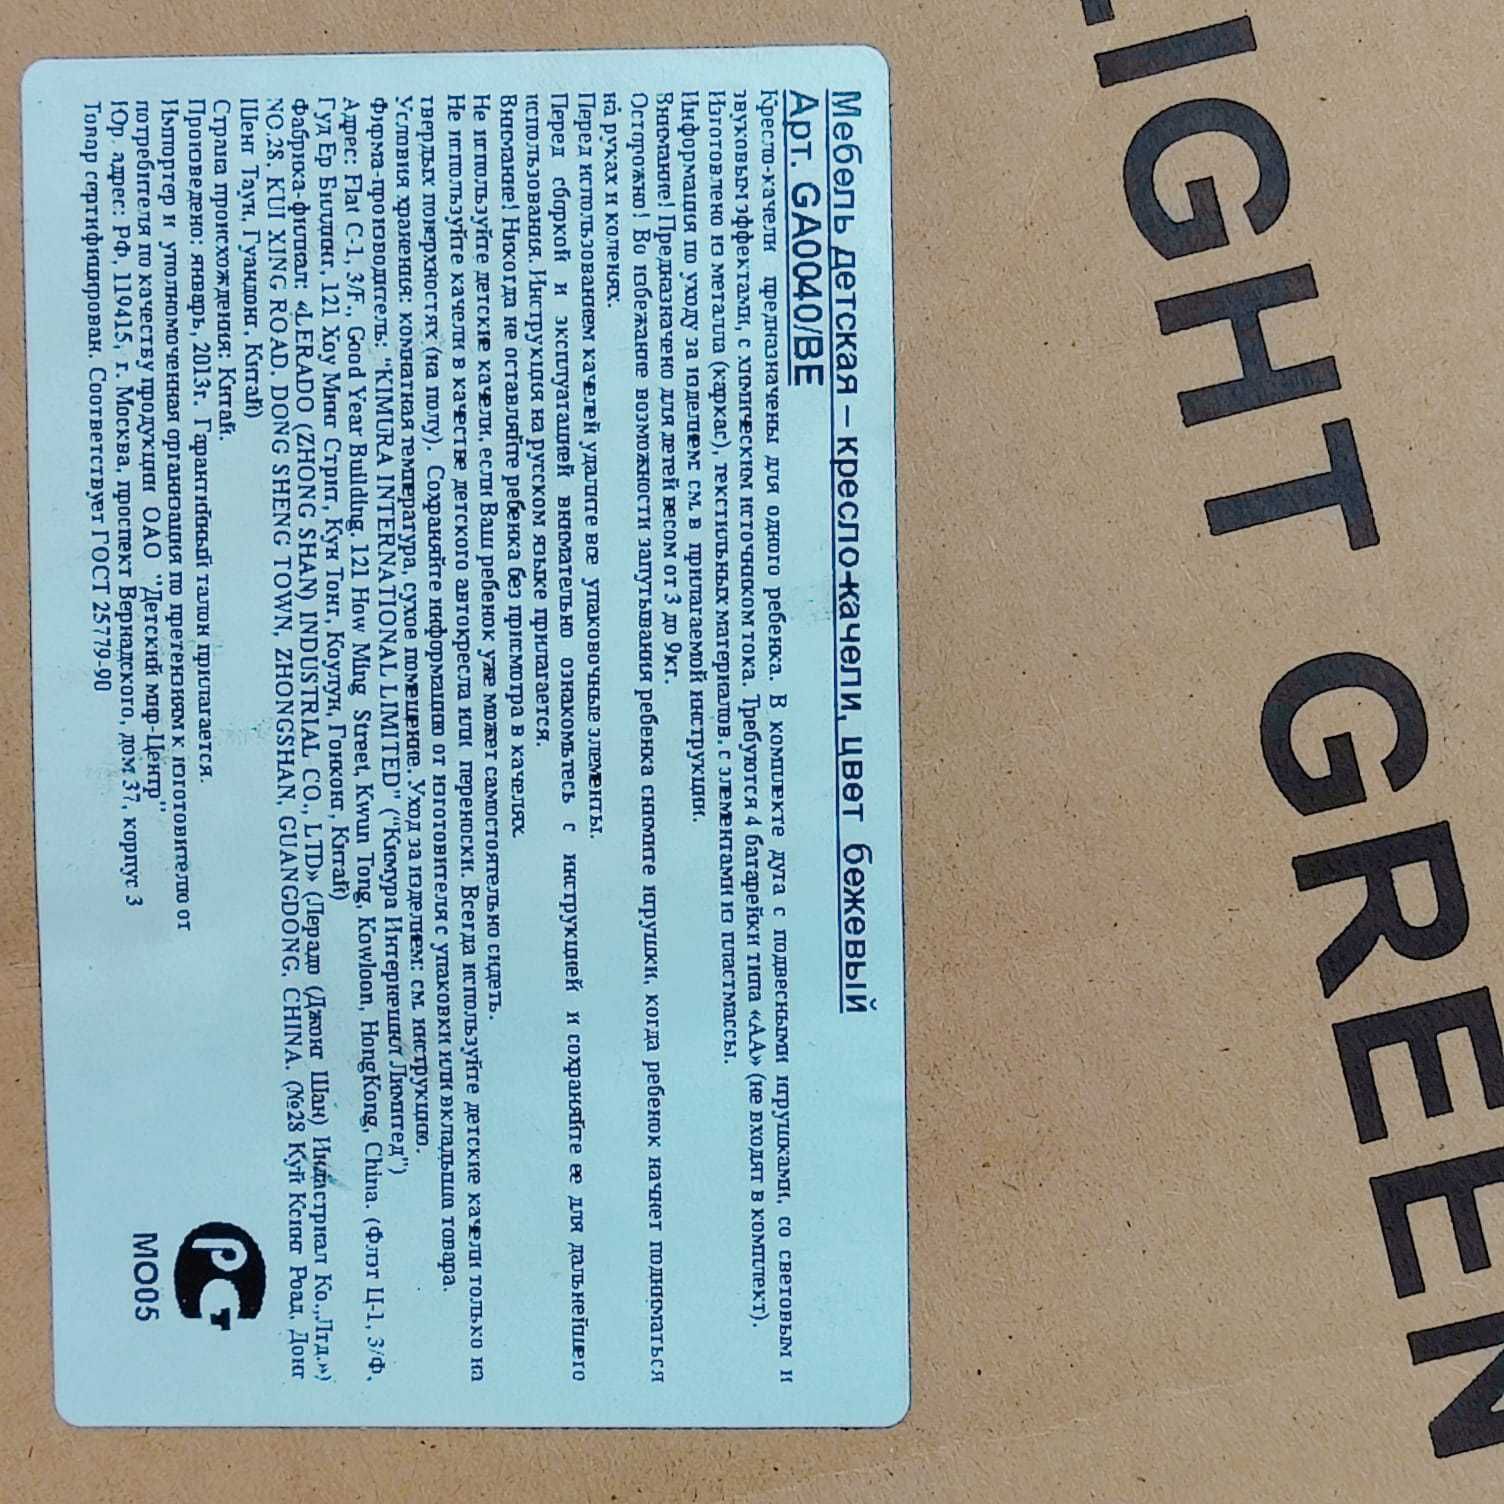 Мебель детская – кресло-качели, цвет бежевый
Арт. GA0040/BE
Кресло-качели предназначены для одного ребенка. В комплекте дуга с подвесными игрушками, со световым и
звуковым эффектами, с химическим источником тока. Требуются 4 батарейки типа «АА» (не входят в комплект).
Изготовлено из металла (каркас), текстильных материалов, с элементами из пластмассы.
Информация по уходу за изделием: см. в прилагаемой инструкции.
Внимание! Предназначено для детей весом от 3 до 9кг.
Осторожно! Во избежание возможности запутывания ребенка снимите игрушки, когда ребенок начнет подниматься
на руках и коленях.
Перед использованием качелей удалите все упаковочные элементы.
Перед сборкой и эксплуатацией внимательно ознакомьтесь с инструкцией и сохраняйте ее для дальнейшего
использования. Инструкция на русском языке прилагается.
Внимание! Никогда не оставляйте ребенка без присмотра в качелях.
Не используйте детские качели, если Ваш ребенок уже может самостоятельно сидеть.
Не используйте качели в качестве детского автокресла или переноски. Всегда используйте детские качели только на
твердых поверхностях (на полу). Сохраняйте информацию от изготовителя с упаковки или вкладыша товара.
Условия хранения: комнатная температура, сухое помещение. Уход за изделием: см. инструкцию.
Фирма-производитель: "KIMURA INTERNATIONAL LIMITED" ("Кимура Интернешнл Лимитед")
Адрес: Flat C-1, 3/F., Good Year Building, 121 How Ming Street, Kwun Tong, Kowloon, HongKong, China. (Флэт Ц-1, 3/Ф,
Гуд Ер Билдинг, 121 Хоу Минг Стрит, Кун Тонг, Коулун, Гонконг, Китай)
Фабрика-филиал: «LERADO (ZHONG SHAN) INDUSTRIAL CO., LTD» (Лерадо (Джонг Шан) Индастриал Ко.,Лтд.»)
NO.28, KUI XING ROAD, DONG SHENG TOWN, ZHONGSHAN, GUANGDONG, CHINA. (№28 Куй Ксинг Роад, Донг
Шенг Таун, Гуандонг, Китай)
Страна происхождения: Китай.
Произведено: январь, 2013г. Гарантийный талон прилагается.
Импортер и уполномоченная организация по претензиям к изготовителю от
потребителя по качеству продукции ОАО "Детский мир-Центр"
Юр. адрес: РФ, 119415, г. Москва, проспект Вернадского, дом 37, корпус 3
Товар сертифицирован. Соответствует ГОСТ 25779-90
РСТ
МО05
LIGHT GREEN